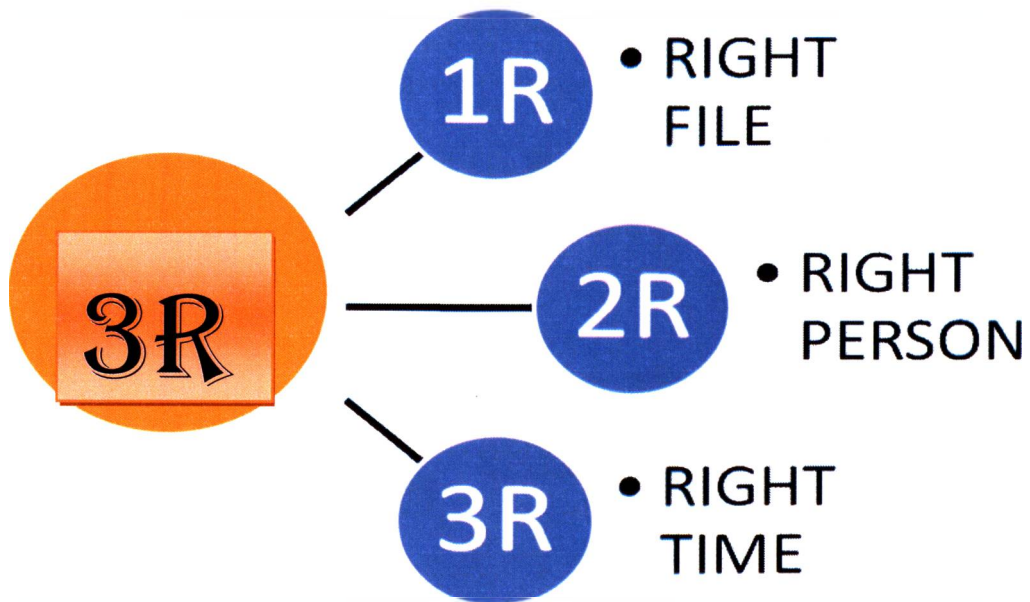 3R
1R
• RIGHT
FILE
2R
• RIGHT
PERSON
3R
• RIGHT
TIME